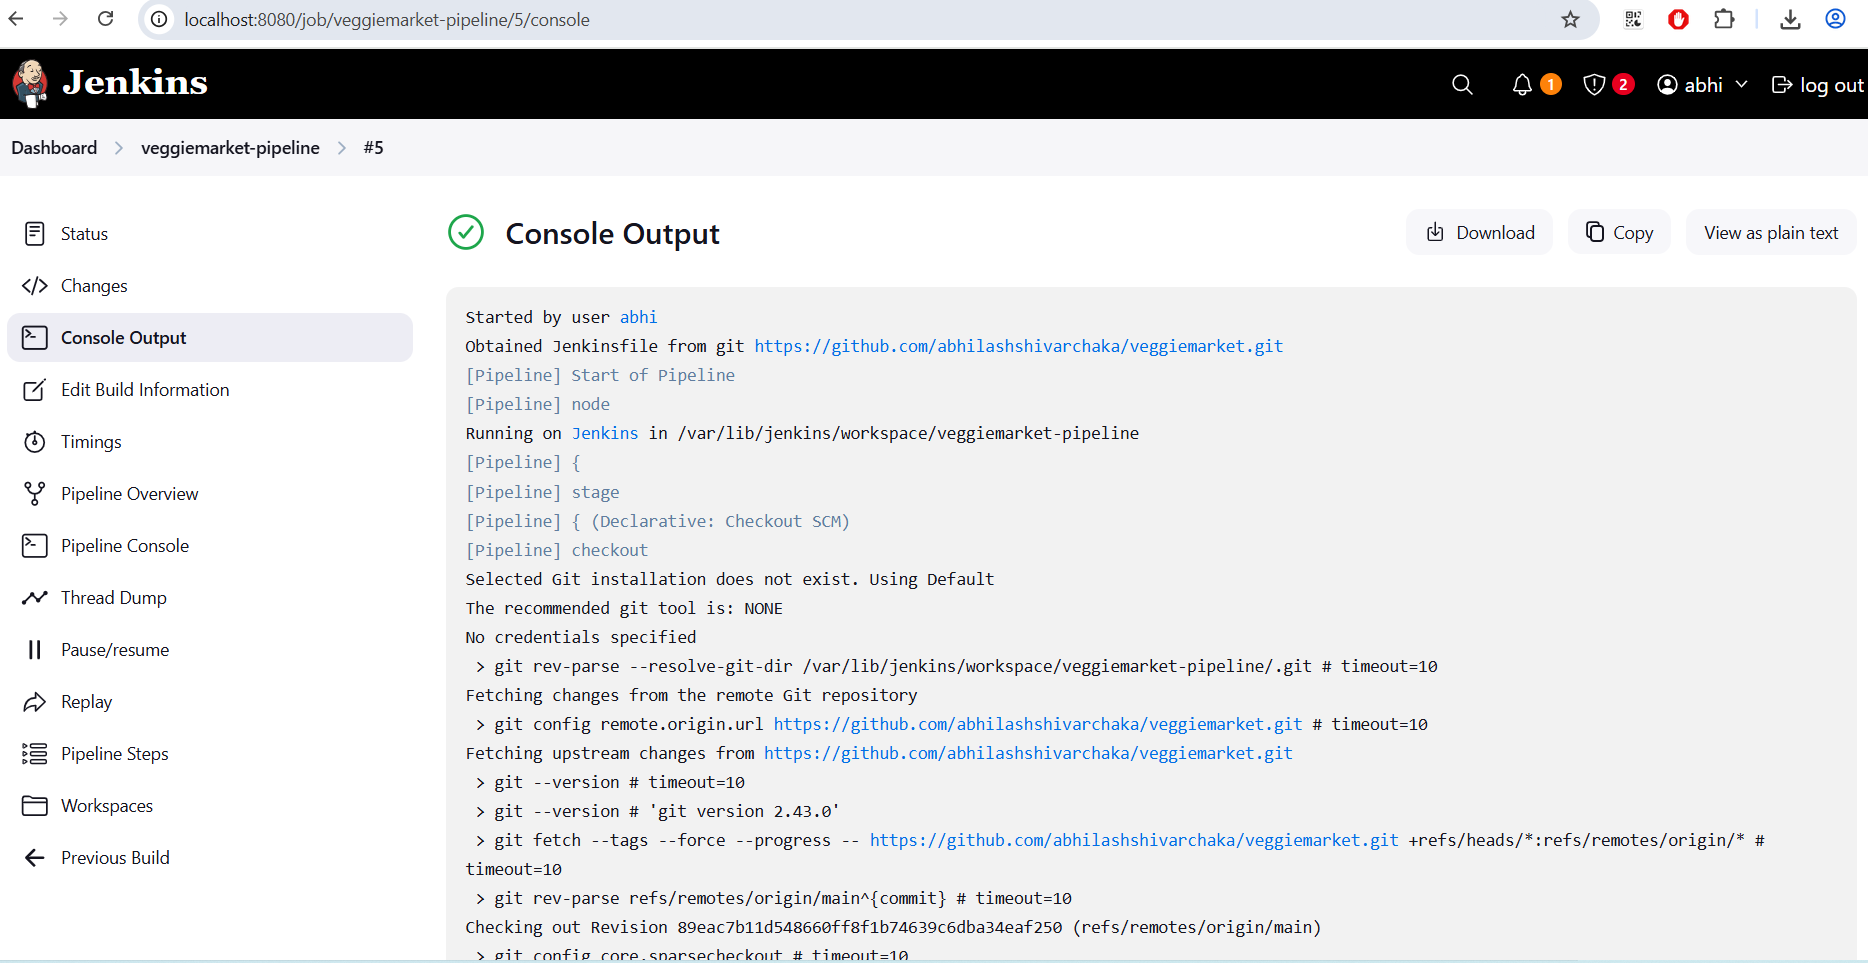 localhost:8080/job/veggiemarket-pipeline/5/console
Jenkins
1
2
abhi
log out
Dashboard
veggiemarket-pipeline
#5
Status
Changes
Console Output
Edit Build Information
Timings
Pipeline Overview
Pipeline Console
Thread Dump
Pause/resume
Replay
Pipeline Steps
Workspaces
Previous Build
Console Output
Download
Copy
View as plain text
Started by user abhi
Obtained Jenkinsfile from git https://github.com/abhilashshivarchaka/veggiemarket.git
[Pipeline] Start of Pipeline
[Pipeline] node
Running on Jenkins in /var/lib/jenkins/workspace/veggiemarket-pipeline
[Pipeline] {
[Pipeline] stage
[Pipeline] { (Declarative: Checkout SCM)
[Pipeline] checkout
Selected Git installation does not exist. Using Default
The recommended git tool is: NONE
No credentials specified
> git rev-parse --resolve-git-dir /var/lib/jenkins/workspace/veggiemarket-pipeline/.git # timeout=10
Fetching changes from the remote Git repository
> git config remote.origin.url https://github.com/abhilashshivarchaka/veggiemarket.git # timeout=10
Fetching upstream changes from https://github.com/abhilashshivarchaka/veggiemarket.git
> git --version # timeout=10
> git --version # 'git version 2.43.0'
> git fetch --tags --force --progress -- https://github.com/abhilashshivarchaka/veggiemarket.git +refs/heads/*:refs/remotes/origin/* #
timeout=10
> git rev-parse refs/remotes/origin/main^{commit} # timeout=10
Checking out Revision 89eac7b11d548660ff8f1b74639c6dba34eaf250 (refs/remotes/origin/main)
> git config core.sparsecheckout # timeout=10